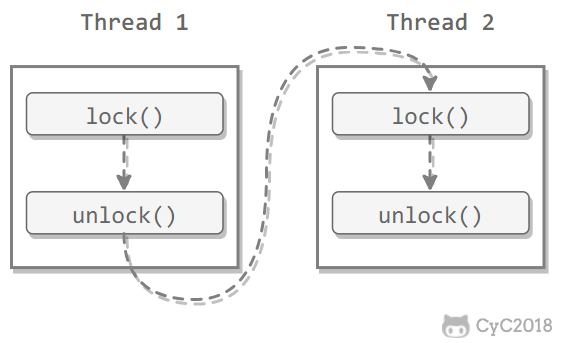 Thread 1
Thread 2
lock()
lock()
unlock()
unlock()
CyC2018